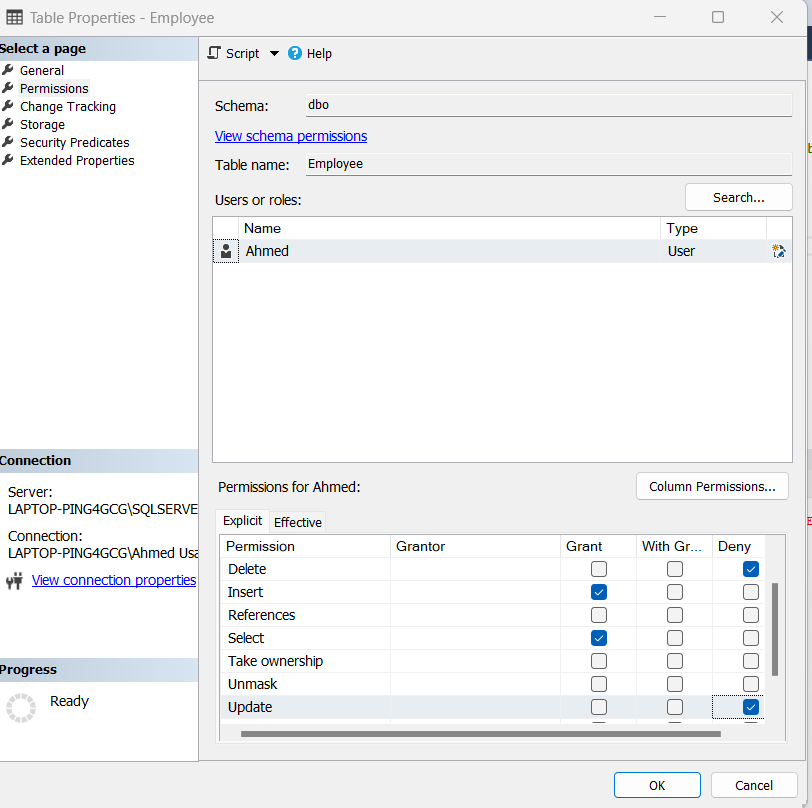 Table Properties - Employee
Select a page
General
Permissions
Change Tracking
Storage
Security Predicates
Extended Properties
Connection
Server:
LAPTOP-PING4GCG\SQLSERVE
Connection:
LAPTOP-PING4GCG\Ahmed Usa
View connection properties
Progress
Ready
Script Help
Schema: dbo
View schema permissions
Table name: Employee
Users or roles: Search...
Name Type
Ahmed User
Permissions for Ahmed: Column Permissions...
Explicit Effective
Permission Grantor Grant With Gr... Deny
Delete
Insert
References
Select
Take ownership
Unmask
Update
OK Cancel